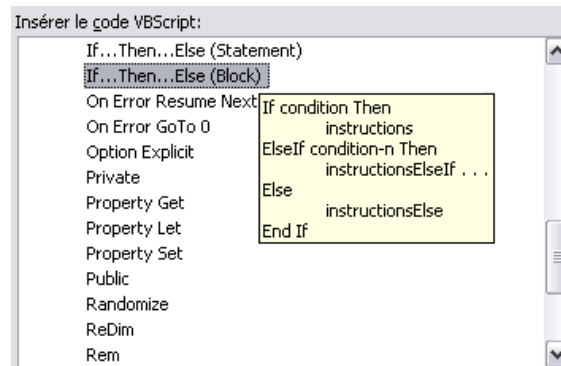 Insérer le code VBScript:
If...Then...Else (Statement)
If...Then...Else (Block)
On Error Resume Next
On Error GoTo 0
Option Explicit
Private
Property Get
Property Let
Property Set
Public
Randomize
ReDim
Rem
If condition Then
instructions
ElseIf condition-n Then
instructionsElseIf . . .
Else
instructionsElse
End If